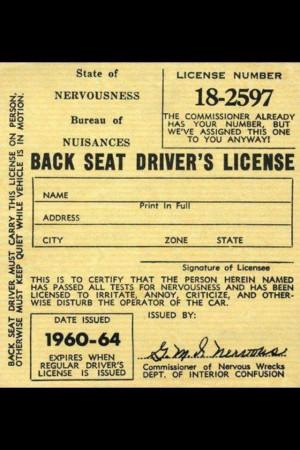 State of
NERVOUSNESS
Bureau of
NUISANCES
LICENSE NUMBER
18-2597
THE COMMISSIONER ALREADY
HAS YOUR NUMBER, BUT
WE'VE ASSIGNED THIS ONE
TO YOU ANYWAY!
BACK SEAT DRIVER'S LICENSE
NAME
Print In Full
ADDRESS
CITY ZONE STATE
Signature of Licensee
THIS IS TO CERTIFY THAT THE PERSON HEREIN NAMED
HAS PASSED ALL TESTS FOR NERVOUSNESS AND HAS BEEN
LICENSED TO IRRITATE, ANNOY, CRITICIZE, AND OTHER-
WISE DISTURB THE OPERATOR OF THE CAR.
DATE ISSUED
1960-64
EXPIRES WHEN
REGULAR DRIVER'S
LICENSE IS ISSUED
ISSUED BY:
I. M. S. Nervous
Commissioner of Nervous Wrecks
DEPT. OF INTERIOR CONFUSION
BACK SEAT DRIVER MUST CARRY THIS LICENSE ON PERSON,
OTHERWISE MUST KEEP QUIET WHILE VEHICLE IS IN MOTION.